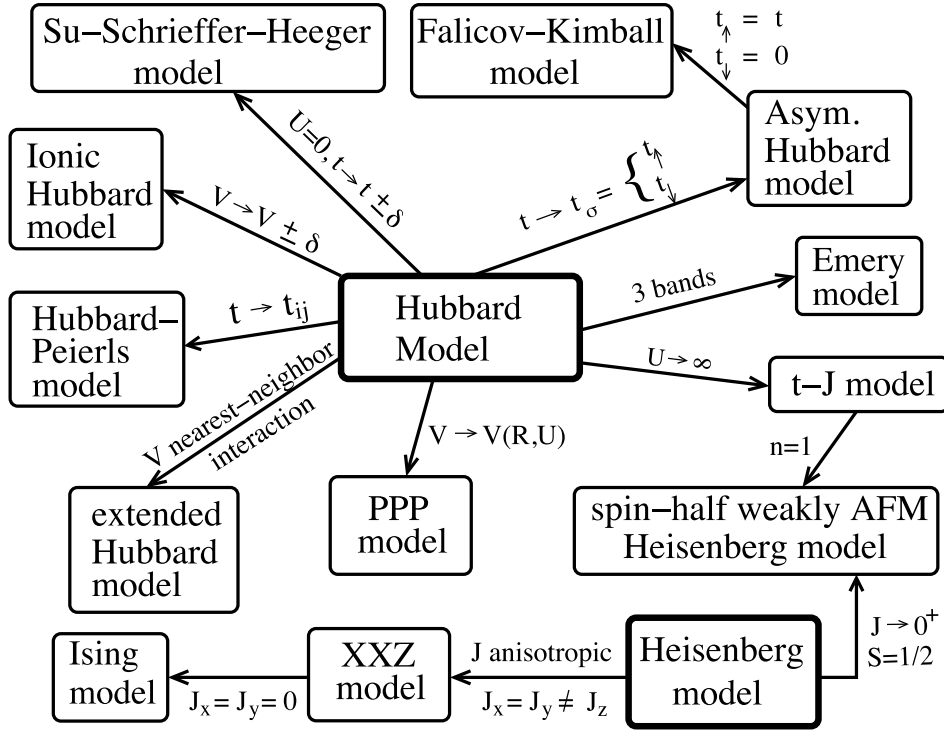 Su−Schrieffer−Heeger
model
Falicov−Kimball
model
t↑ = t
t↓ = 0
Asym.
Hubbard
model
Ionic
Hubbard
model
U=0, t→ t ±δ
V→V ± δ
t → tσ = { t↑
t↓
Hubbard−
Peierls
model
t → tij
Hubbard
Model
3 bands
Emery
model
U→∞
t−J model
V nearest−neighbor
interaction
V → V(R,U)
n=1
extended
Hubbard
model
PPP
model
spin−half weakly AFM
Heisenberg model
J → 0+
S=1/2
Ising
model
Jx = Jy = 0
XXZ
model
J anisotropic
Jx = Jy ≠ Jz
Heisenberg
model